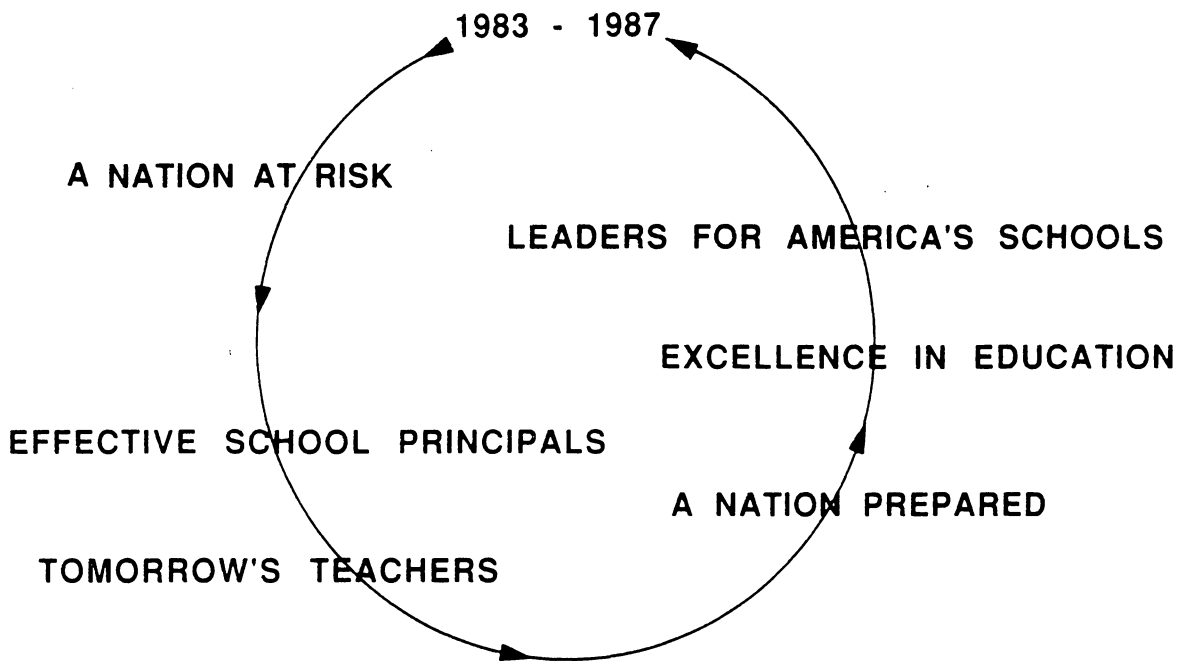 1983 - 1987
A NATION AT RISK
LEADERS FOR AMERICA'S SCHOOLS
EXCELLENCE IN EDUCATION
EFFECTIVE SCHOOL PRINCIPALS
A NATION PREPARED
TOMORROW'S TEACHERS